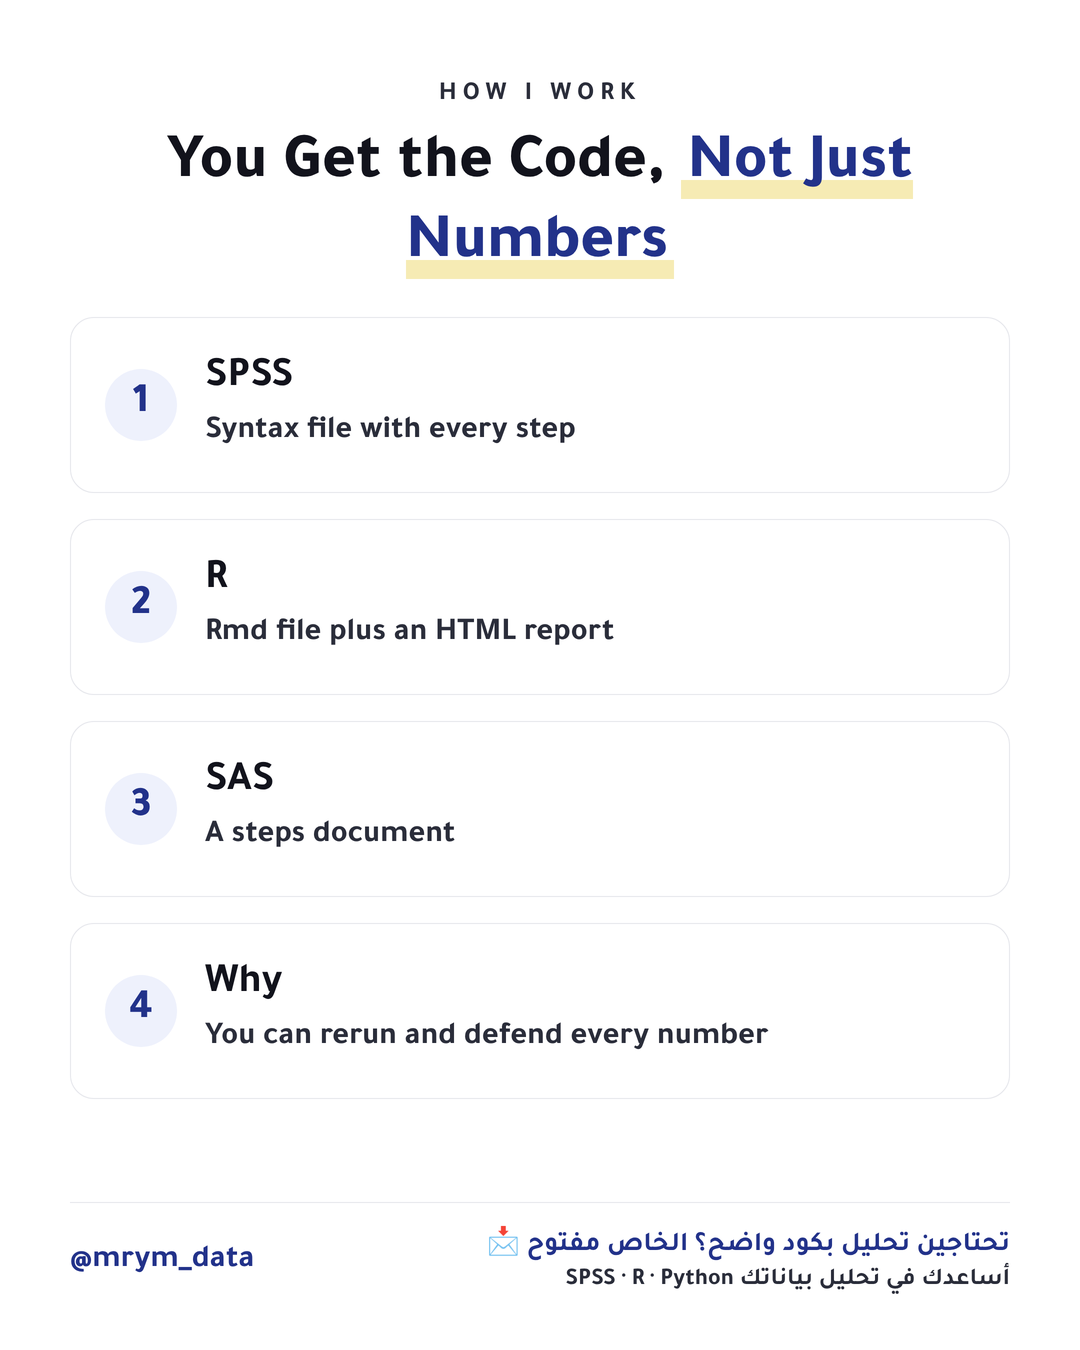 HOW I WORK
You Get the Code, Not Just
Numbers
1
SPSS
Syntax file with every step
2
R
Rmd file plus an HTML report
3
SAS
A steps document
4
Why
You can rerun and defend every number
@mrym_data
تحتاجين تحليل بكود واضح؟ الخاص مفتوح 📩
أساعدك في تحليل بياناتك SPSS · R · Python